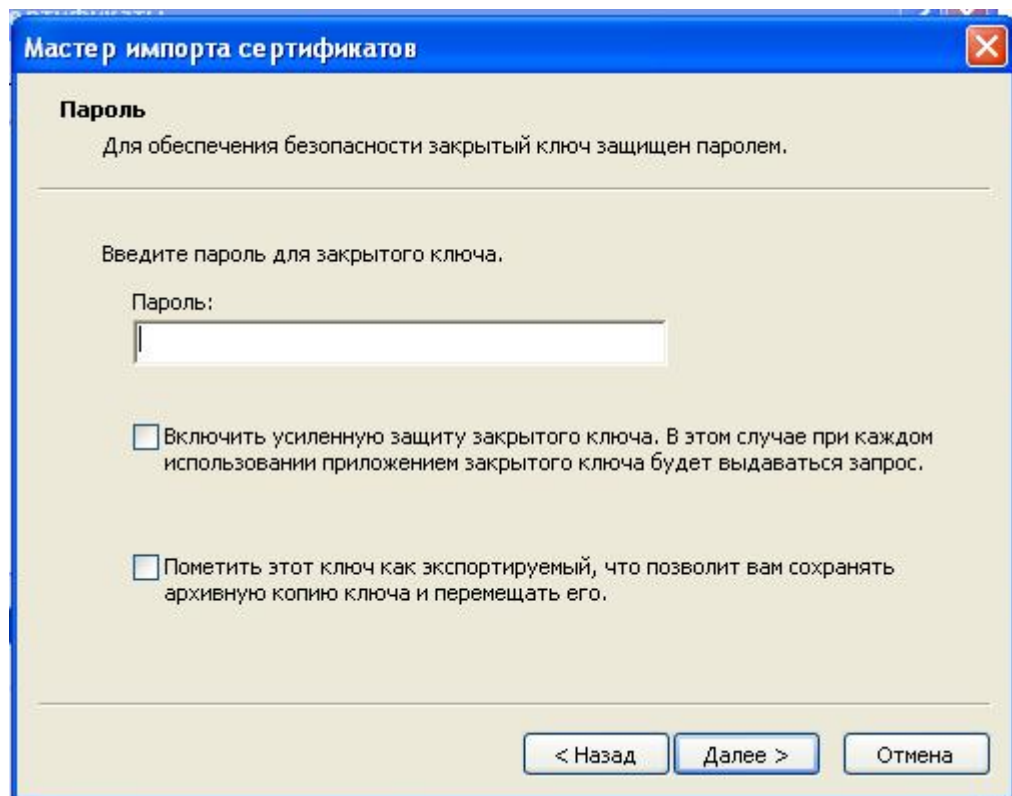 сертификаты
Мастер импорта сертификатов
Пароль
Для обеспечения безопасности закрытый ключ защищен паролем.
Введите пароль для закрытого ключа.
Пароль:
Включить усиленную защиту закрытого ключа. В этом случае при каждом
использовании приложением закрытого ключа будет выдаваться запрос.
Пометить этот ключ как экспортируемый, что позволит вам сохранять
архивную копию ключа и перемещать его.
< Назад
Далее >
Отмена